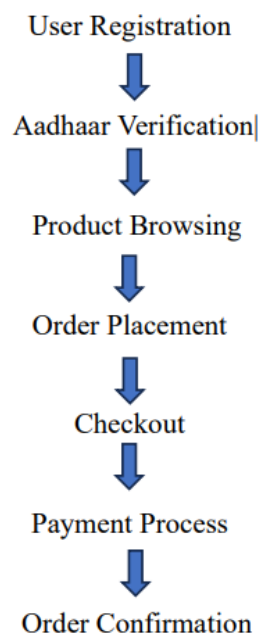 User Registration
Aadhaar Verification
Product Browsing
Order Placement
Checkout
Payment Process
Order Confirmation